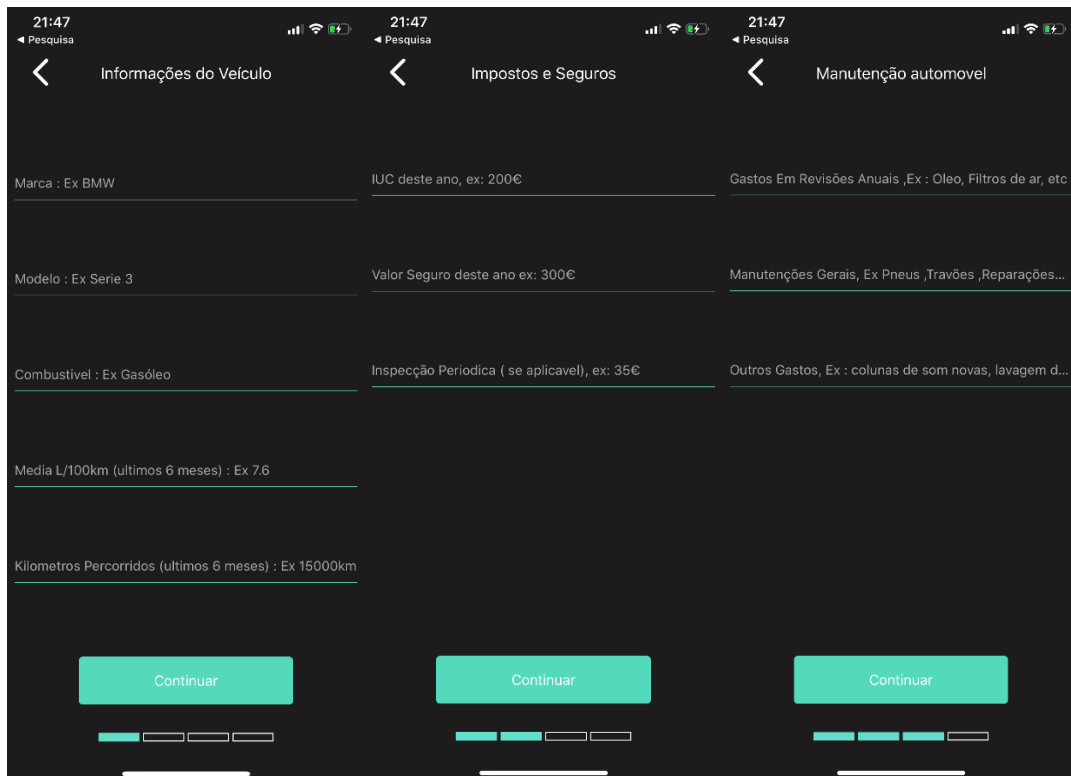 21:47
◄ Pesquisa
Informações do Veículo
Marca : Ex BMW
Modelo : Ex Serie 3
Combustivel : Ex Gasóleo
Media L/100km (ultimos 6 meses) : Ex 7.6
Kilometros Percorridos (ultimos 6 meses) : Ex 15000km
Continuar
21:47
◄ Pesquisa
Impostos e Seguros
IUC deste ano, ex: 200€
Valor Seguro deste ano ex: 300€
Inspecção Periodica ( se aplicavel), ex: 35€
Continuar
21:47
◄ Pesquisa
Manutenção automovel
Gastos Em Revisões Anuais ,Ex : Oleo, Filtros de ar, etc
Manutenções Gerais, Ex Pneus ,Travões ,Reparações...
Outros Gastos, Ex : colunas de som novas, lavagem d...
Continuar